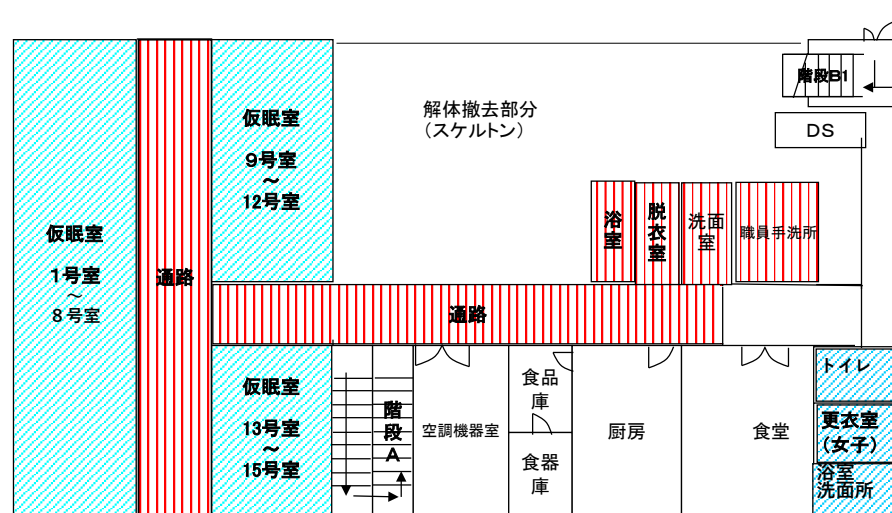 階段B1
仮眠室
9号室
～
12号室
解体撤去部分
（スケルトン）
DS
仮眠室
1号室
～
８号室
通路
浴室
脱衣室
洗面室
職員手洗所
通路
仮眠室
13号室
～
15号室
階段A
空調機器室
食品庫
食器庫
厨房
食堂
トイレ
更衣室
（女子）
浴室
洗面所